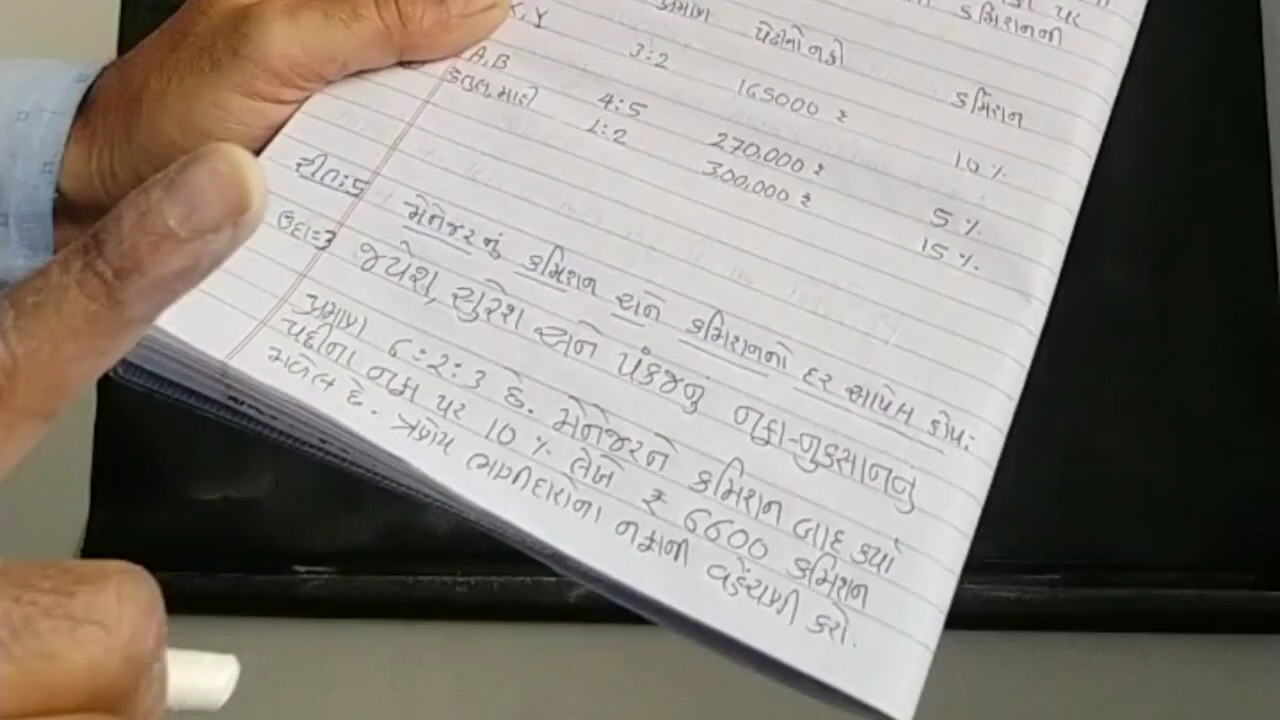 પર
કમિશનની
પ્રમાણ પેઢીનો નફો કમિશન
X, Y 3:2 165000 ₹ 10 %
A, B 4:5 270,000 ₹ 5 %
1:2 300,000 ₹ 15 %
રીત:5 મેનેજરનું કમિશન અને કમિશનનો દર આપેલ હોય:
ઉદા=3 જયેશ, સુરેશ અને પંકજનું નફા-નુકસાનનું
પ્રમાણ 6:2:3 છે. મેનેજરને કમિશન બાદ કર્યા
પછીના નફા પર 10 % લેખે ₹ 6600 કમિશન
મળેલ છે. ત્રણેય ભાગીદારોના નફાની વહેંચણી કરો.